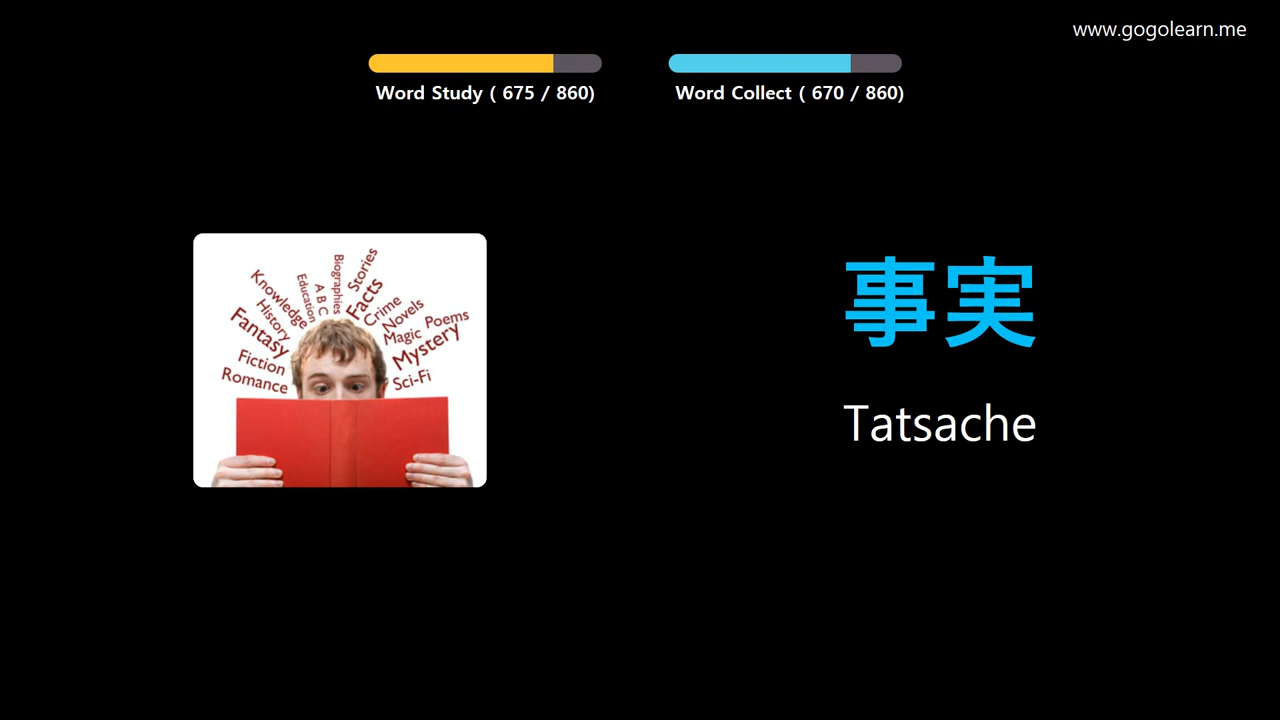 www.gogolearn.me
Word Study ( 675 / 860)
Word Collect ( 670 / 860)
Stories
Biographies
Knowledge
Education
A B C
Facts
Crime
History
Novels
Fantasy
Magic
Poems
Fiction
Mystery
Romance
Sci-Fi
事実
Tatsache